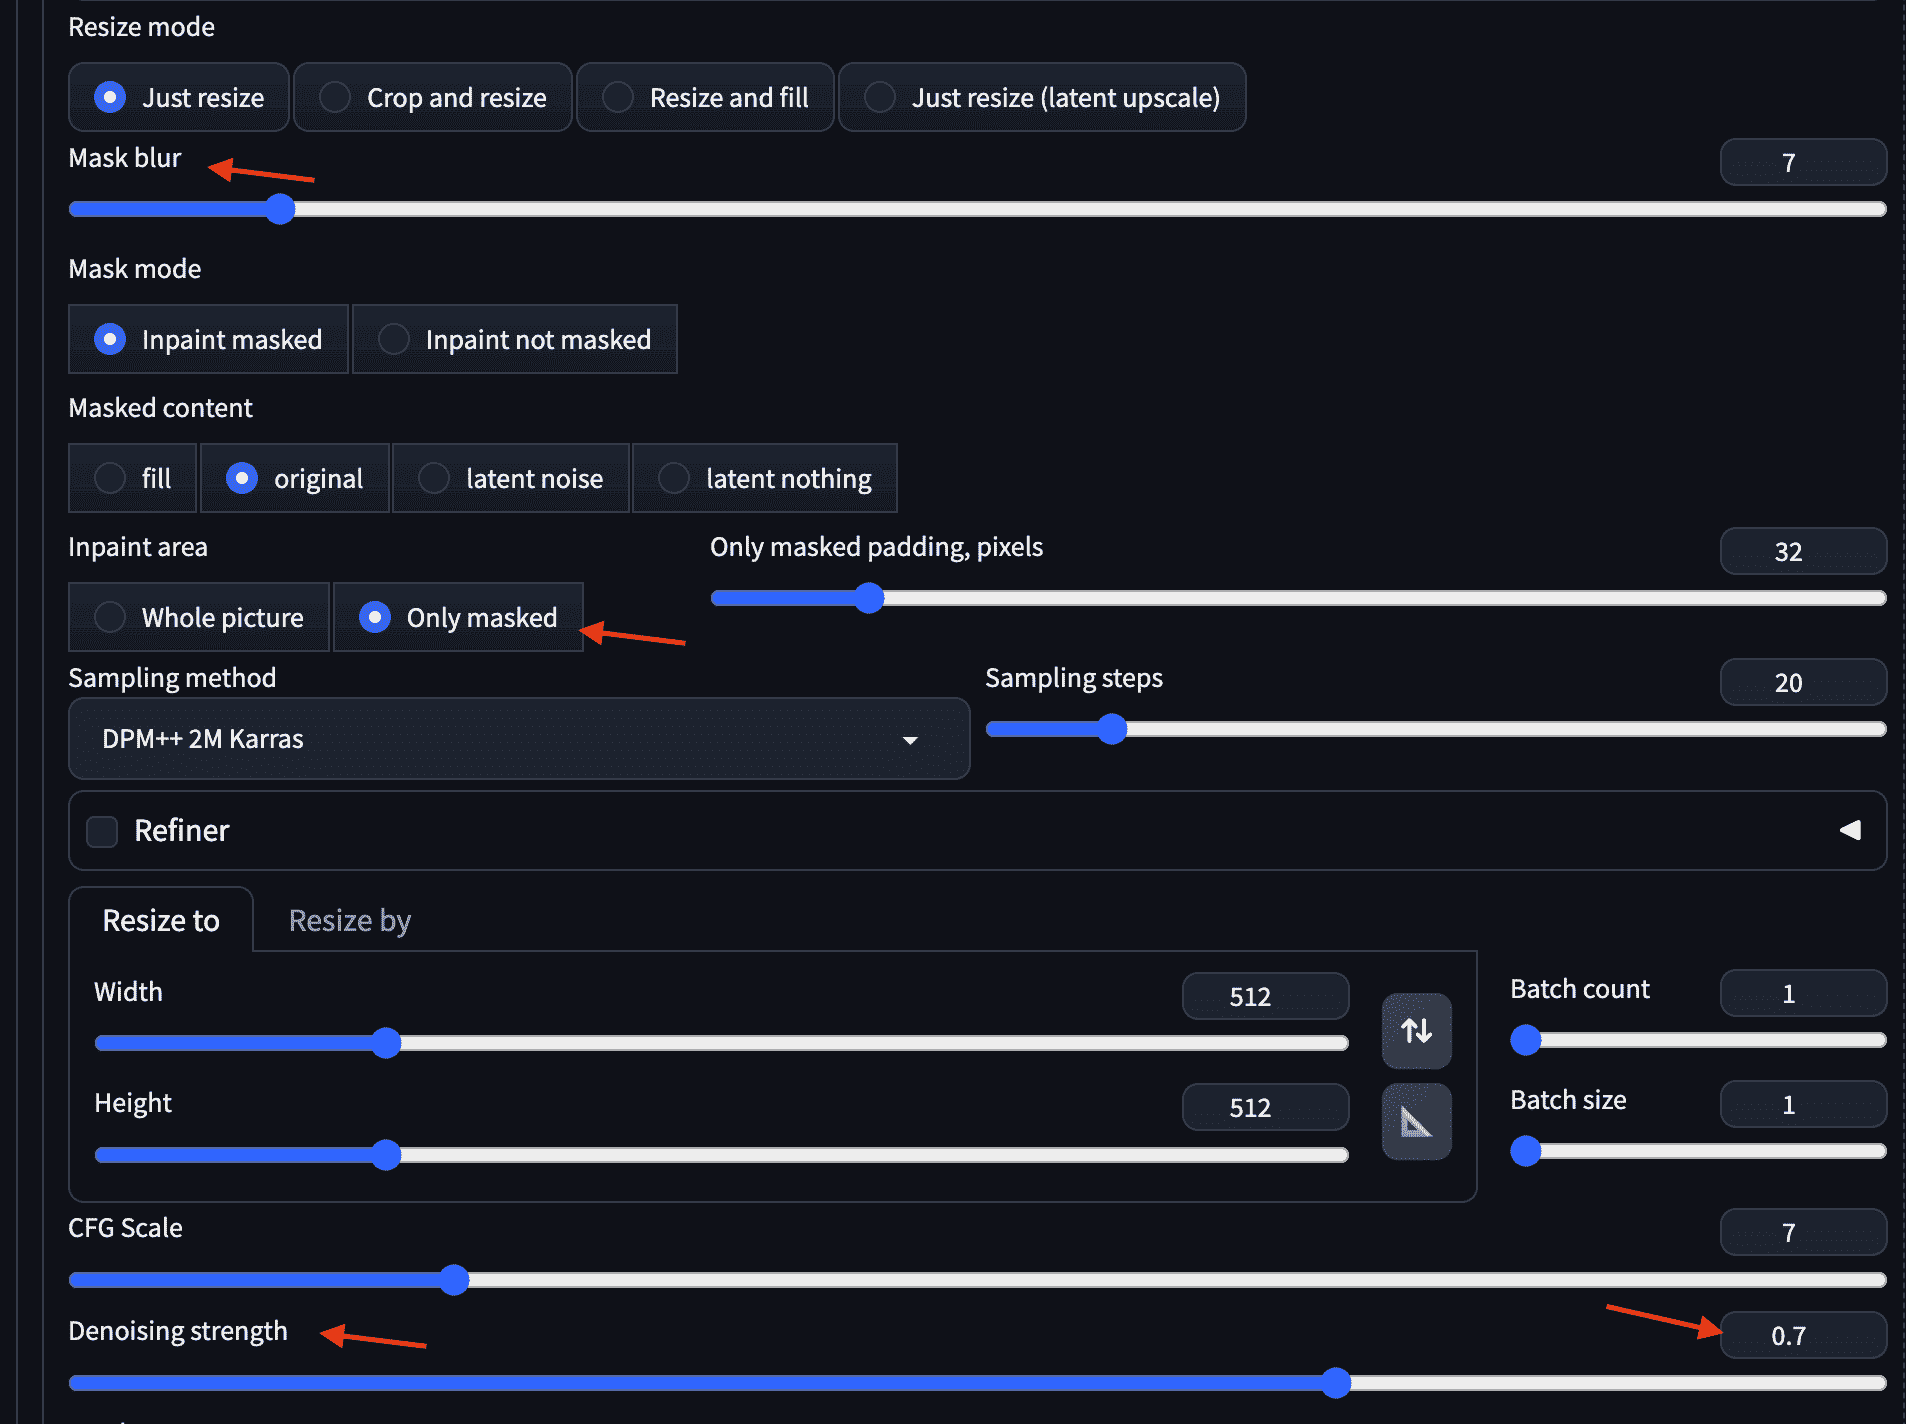 Resize mode
Just resize Crop and resize Resize and fill Just resize (latent upscale)
Mask blur 7
Mask mode
Inpaint masked Inpaint not masked
Masked content
fill original latent noise latent nothing
Inpaint area Only masked padding, pixels 32
Whole picture Only masked
Sampling method Sampling steps 20
DPM++ 2M Karras
Refiner
Resize to Resize by
Width 512 Batch count 1
Height 512 Batch size 1
CFG Scale 7
Denoising strength 0.7